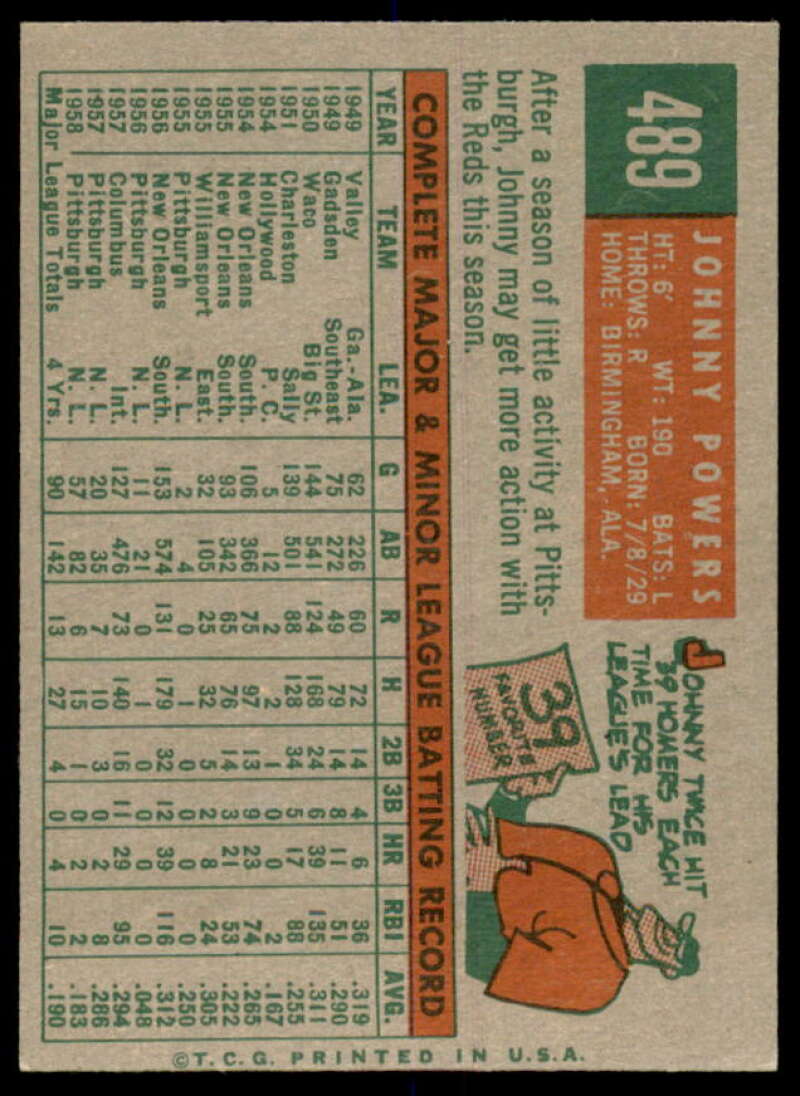 489
JOHNNY POWERS
HT: 6' WT: 190 BATS: L
THROWS: R BORN: 7/8/29
HOME: BIRMINGHAM, ALA.
After a season of little activity at Pitts-
burgh, Johnny may get more action with
the Reds this season.
JOHNNY TWICE HIT
39 HOMERS EACH
TIME FOR HIS
LEAGUE'S LEAD
39
FAVORITE
NUMBER
COMPLETE MAJOR & MINOR LEAGUE BATTING RECORD
YEAR TEAM LEA. G AB R H 2B 3B HR RBI AVG.
1949 Valley Ga.-Ala. 62 226 60 72 14 4 6 36 .319
1949 Gadsden Southeast 75 272 49 79 14 8 11 51 .290
1950 Waco Big St. 144 541 124 168 24 6 39 135 .311
1951 Charleston Sally 139 501 88 128 34 5 17 88 .255
1954 Hollywood P. C. 5 12 2 2 1 0 0 2 .167
1954 New Orleans South. 106 366 75 97 13 9 23 74 .265
1955 New Orleans South. 93 342 65 76 14 3 21 53 .222
1955 Williamsport East. 32 105 25 32 5 2 8 24 .305
1955 Pittsburgh N. L. 2 4 0 1 0 0 0 0 .250
1956 New Orleans South. 153 574 131 179 32 12 39 116 .312
1956 Pittsburgh N. L. 11 21 0 1 0 0 0 0 .048
1957 Columbus Int. 127 476 73 140 16 11 29 95 .294
1957 Pittsburgh N. L. 20 35 7 10 3 0 2 8 .286
1958 Pittsburgh N. L. 57 82 6 15 1 0 2 2 .183
Major League Totals 4 Yrs. 90 142 13 27 4 0 4 10 .190
©T.C.G. PRINTED IN U.S.A.